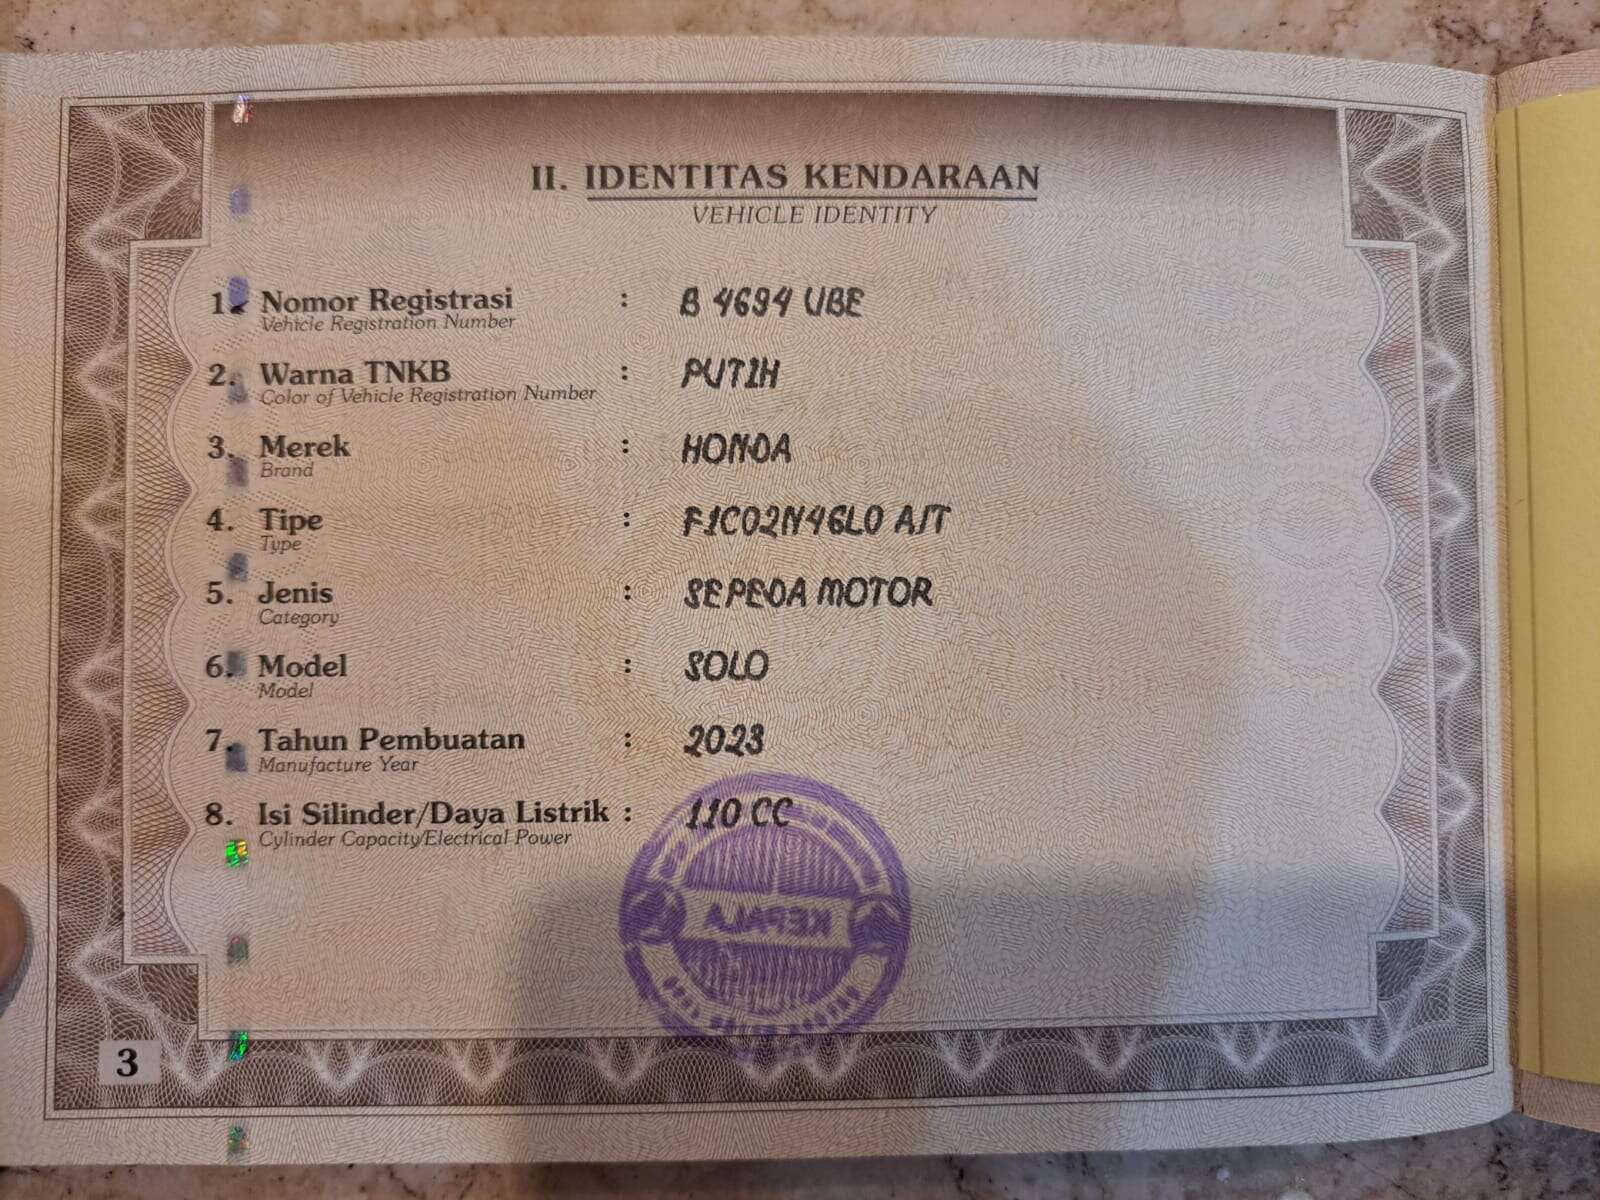 II. IDENTITAS KENDARAAN
VEHICLE IDENTITY
1. Nomor Registrasi : B 4694 UBE
Vehicle Registration Number
2. Warna TNKB : PUTIH
Color of Vehicle Registration Number
3. Merek : HONDA
Brand
4. Tipe : F1C02N46L0 A/T
Type
5. Jenis : SEPEDA MOTOR
Category
6. Model : SOLO
Model
7. Tahun Pembuatan : 2023
Manufacture Year
8. Isi Silinder/Daya Listrik : 110 CC
Cylinder Capacity/Electrical Power
KEPALA
3